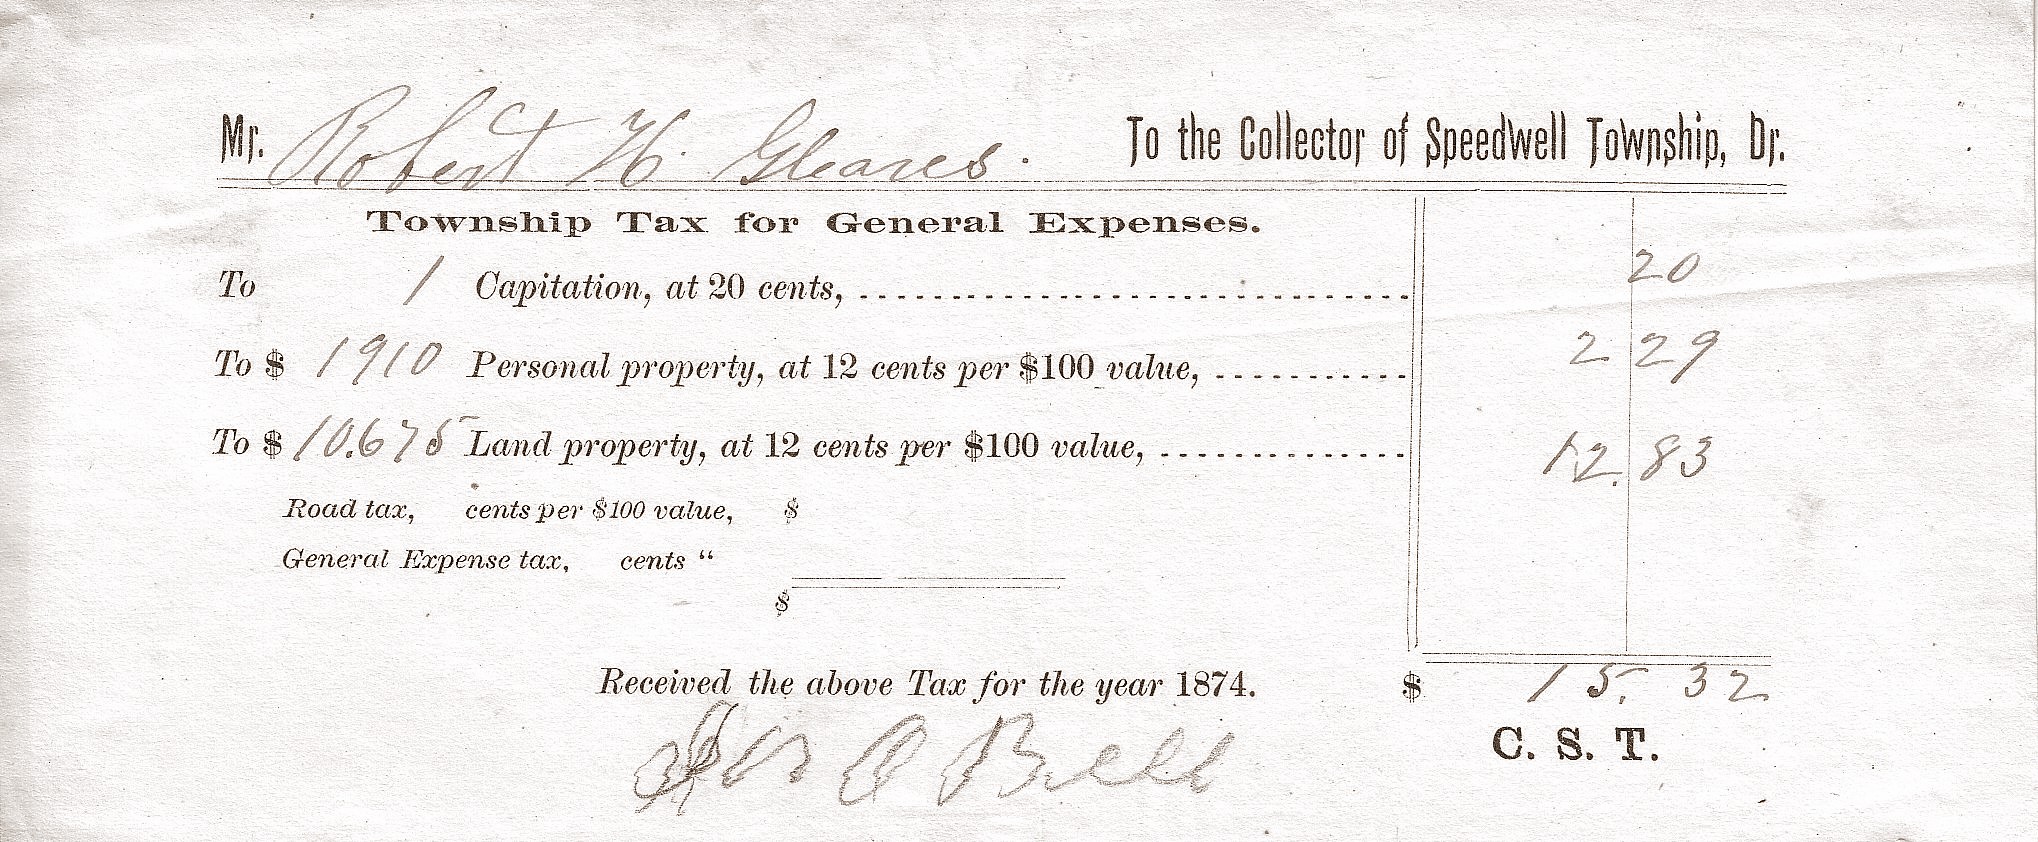 Mr. Robert H. Gleaves. To the Collector of Speedwell Township, Dr.
Township Tax for General Expenses.
To 1 Capitation, at 20 cents, 20
To $ 1910 Personal property, at 12 cents per $100 value, 2 29
To $ 10.675 Land property, at 12 cents per $100 value, 12. 83
Road tax, cents per $100 value, $
General Expense tax, cents "
$
Received the above Tax for the year 1874. $ 15. 32
A Bell C. S. T.